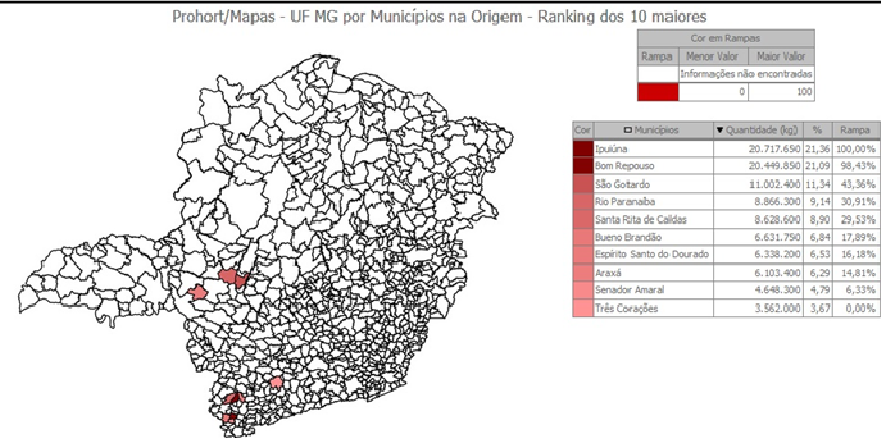 Prohort/Mapas - UF MG por Municípios na Origem - Ranking dos 10 maiores
Cor em Rampas
Rampa Menor Valor Maior Valor
Informações não encontradas
0 100
Cor Municípios Quantidade (kg) % Rampa
Ipuiúna 20.717.650 21,36 100,00%
Bom Repouso 20.449.850 21,09 98,43%
São Gotardo 11.002.400 11,34 43,36%
Rio Paranaíba 8.866.300 9,14 30,91%
Santa Rita de Caldas 8.628.600 8,90 29,53%
Bueno Brandão 6.631.750 6,84 17,89%
Espírito Santo do Dourado 6.338.200 6,53 16,18%
Araxá 6.103.400 6,29 14,81%
Senador Amaral 4.648.300 4,79 6,33%
Três Corações 3.562.000 3,67 0,00%